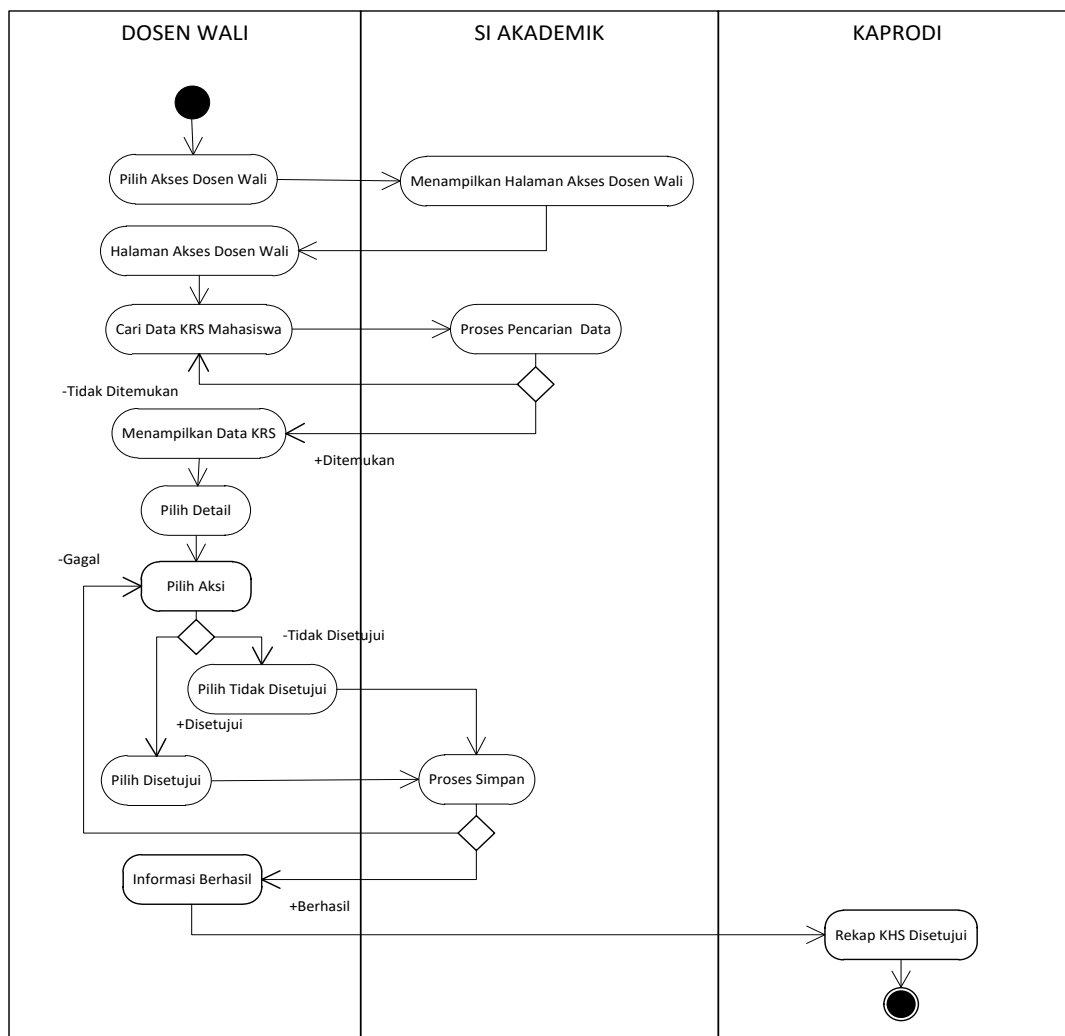 DOSEN WALI
SI AKADEMIK
KAPRODI
Pilih Akses Dosen Wali
Menampilkan Halaman Akses Dosen Wali
Halaman Akses Dosen Wali
Cari Data KRS Mahasiswa
Proses Pencarian  Data
-Tidak Ditemukan
Menampilkan Data KRS
+Ditemukan
Pilih Detail
-Gagal
Pilih Aksi
-Tidak Disetujui
Pilih Tidak Disetujui
+Disetujui
Pilih Disetujui
Proses Simpan
Informasi Berhasil
+Berhasil
Rekap KHS Disetujui